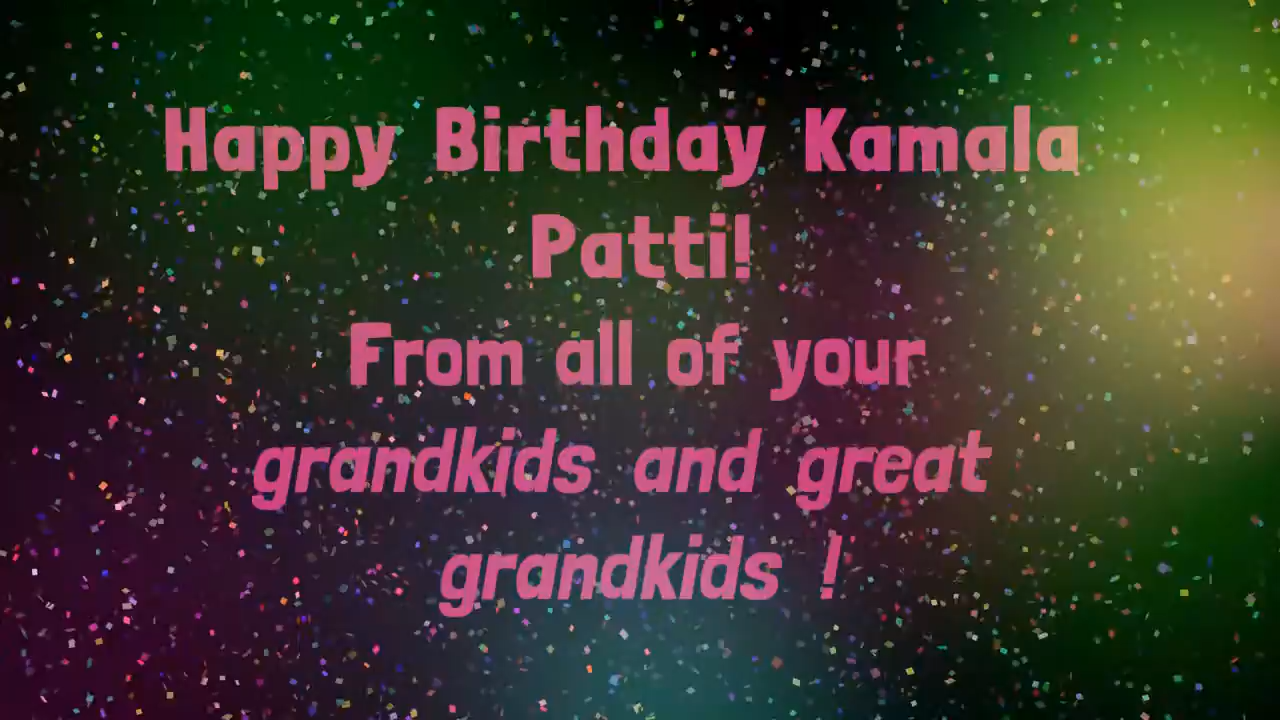 Happy Birthday Kamala
Patti!
From all of your
grandkids and great
grandkids !